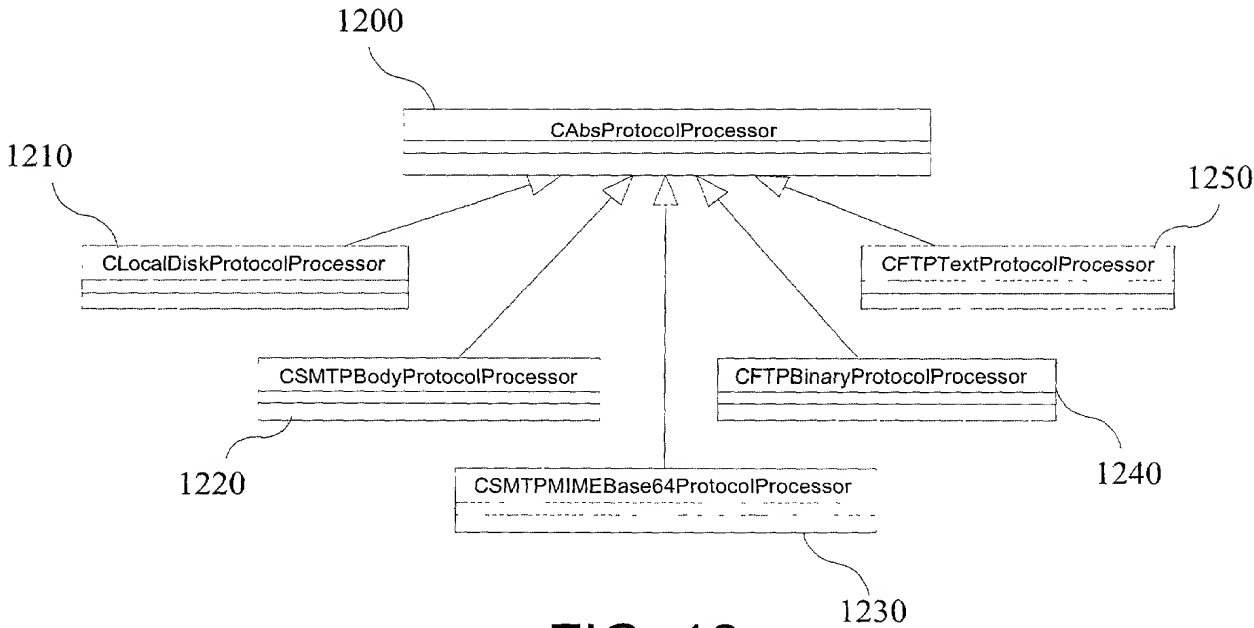 1200
CAbsProtocolProcessor
1210
1250
CLocalDiskProtocolProcessor
CFTPTextProtocolProcessor
CSMTPBodyProtocolProcessor
CFTPBinaryProtocolProcessor
1220
1240
CSMTPMIMEBase64ProtocolProcessor
1230